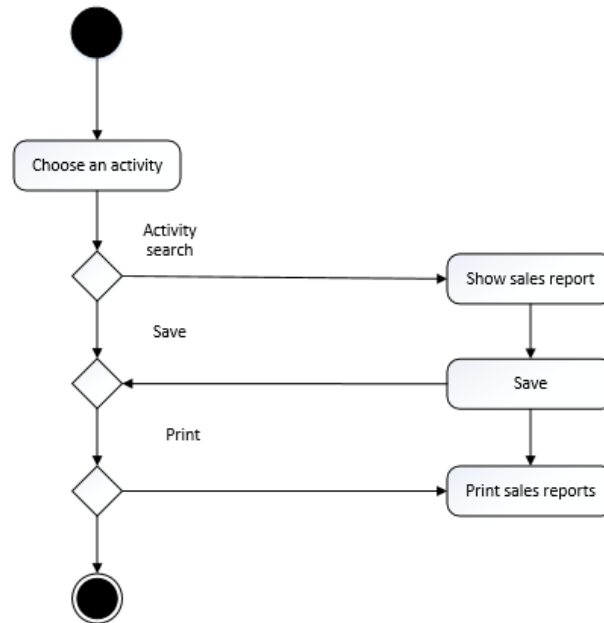 Choose an activity
Activity
search
Show sales report
Save
Save
Print
Print sales reports